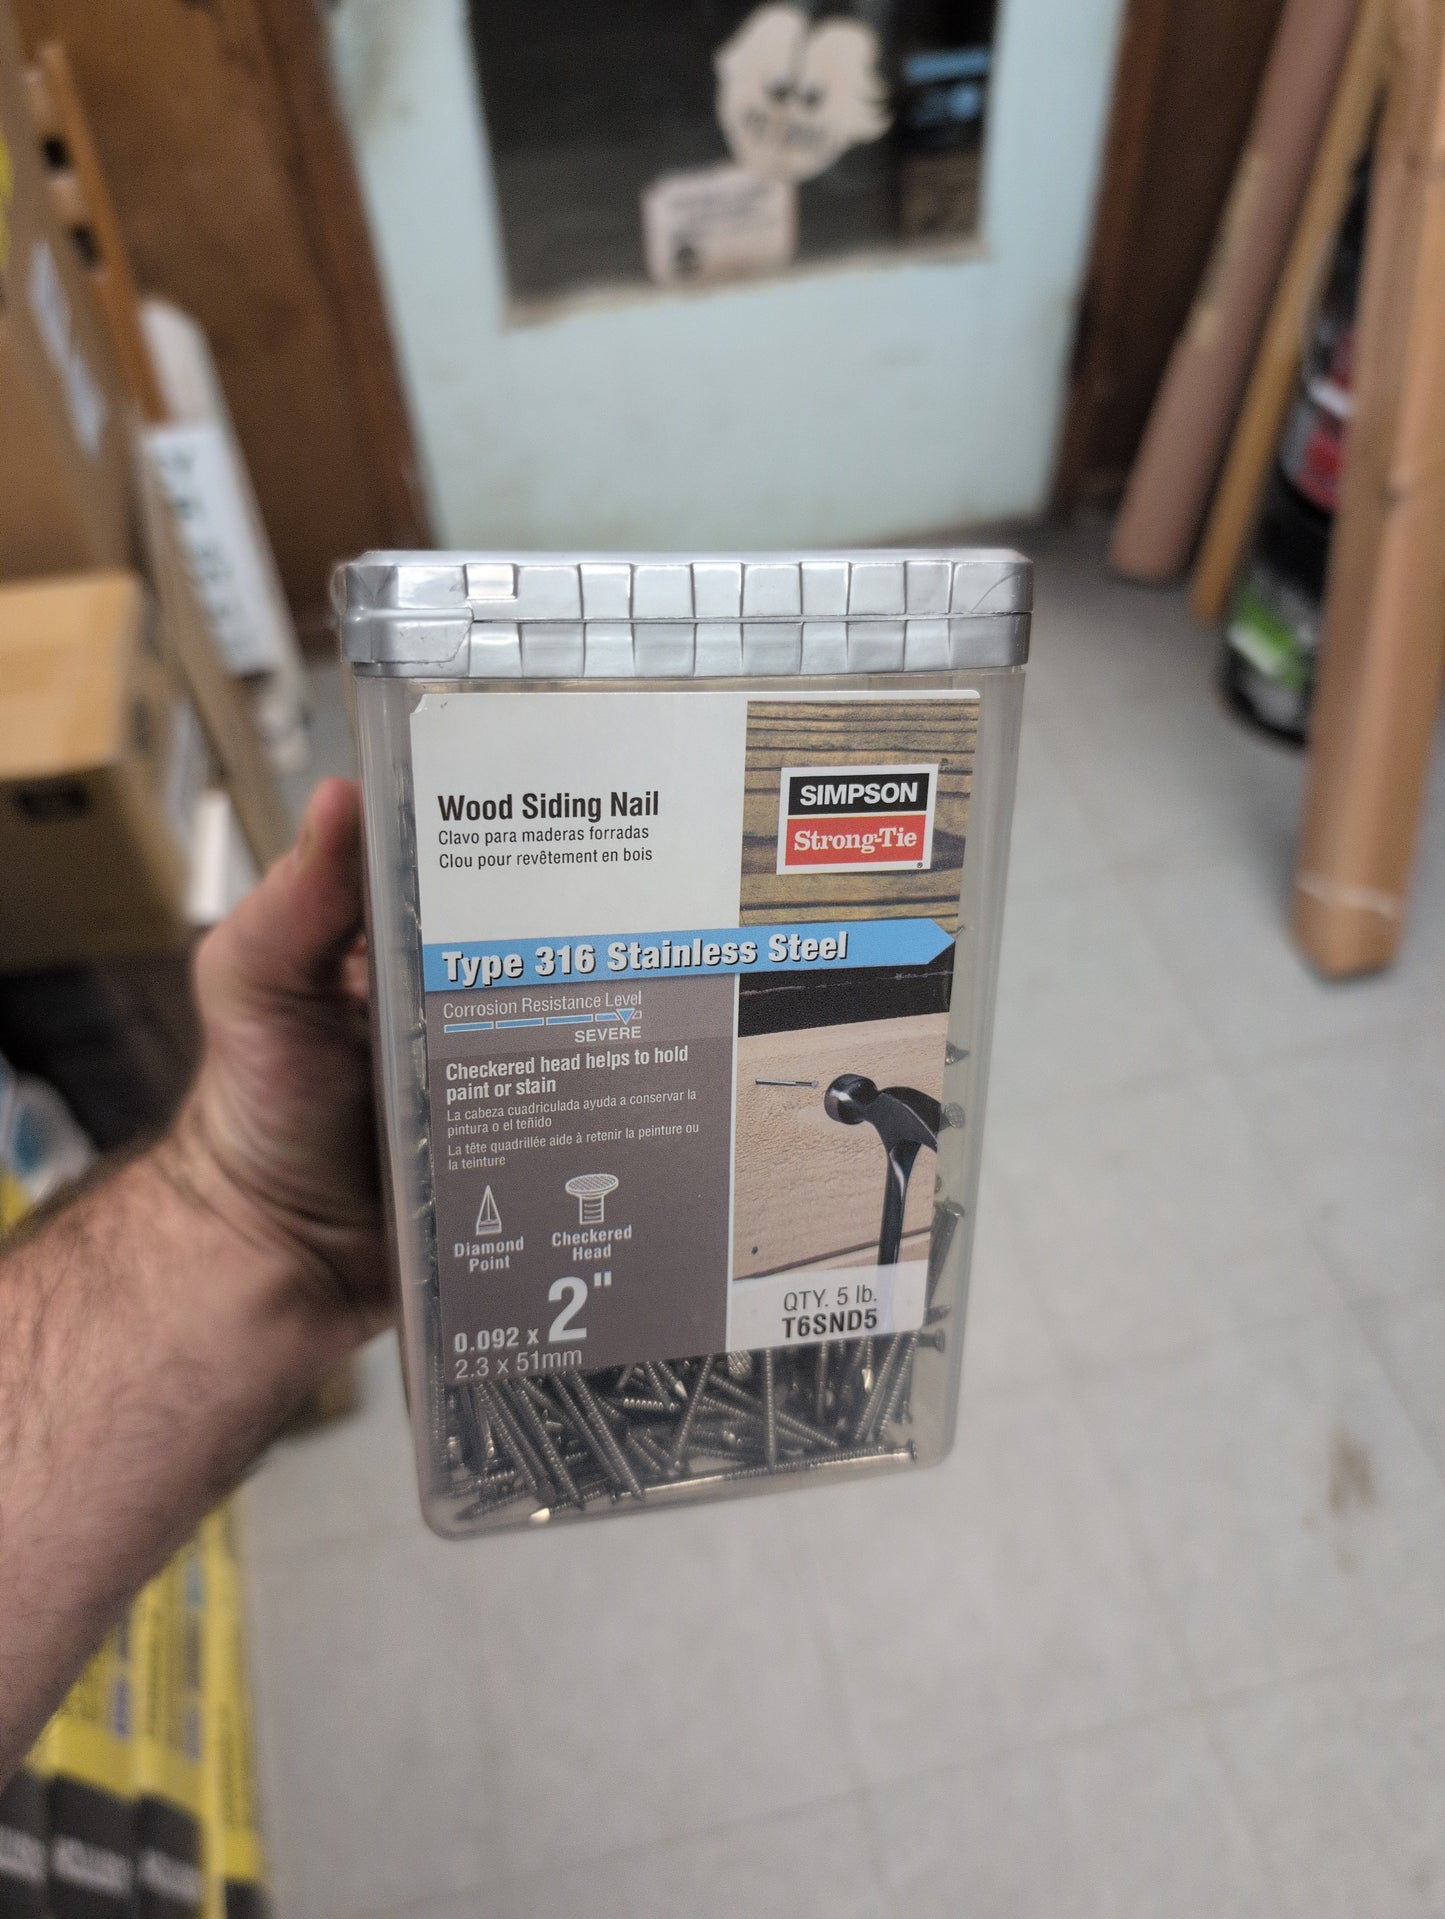 Wood Siding Nail
Clavo para maderas forradas
Clou pour revêtement en bois
SIMPSON
Strong-Tie
®
Type 316 Stainless Steel
Corrosion Resistance Level
SEVERE
Checkered head helps to hold
paint or stain
La cabeza cuadriculada ayuda a conservar la
pintura o el teñido
La tête quadrillée aide à retenir la peinture ou
la teinture
Diamond
Point
Checkered
Head
0.092 x 2"
2.3 x 51mm
QTY. 5 lb.
T6SND5